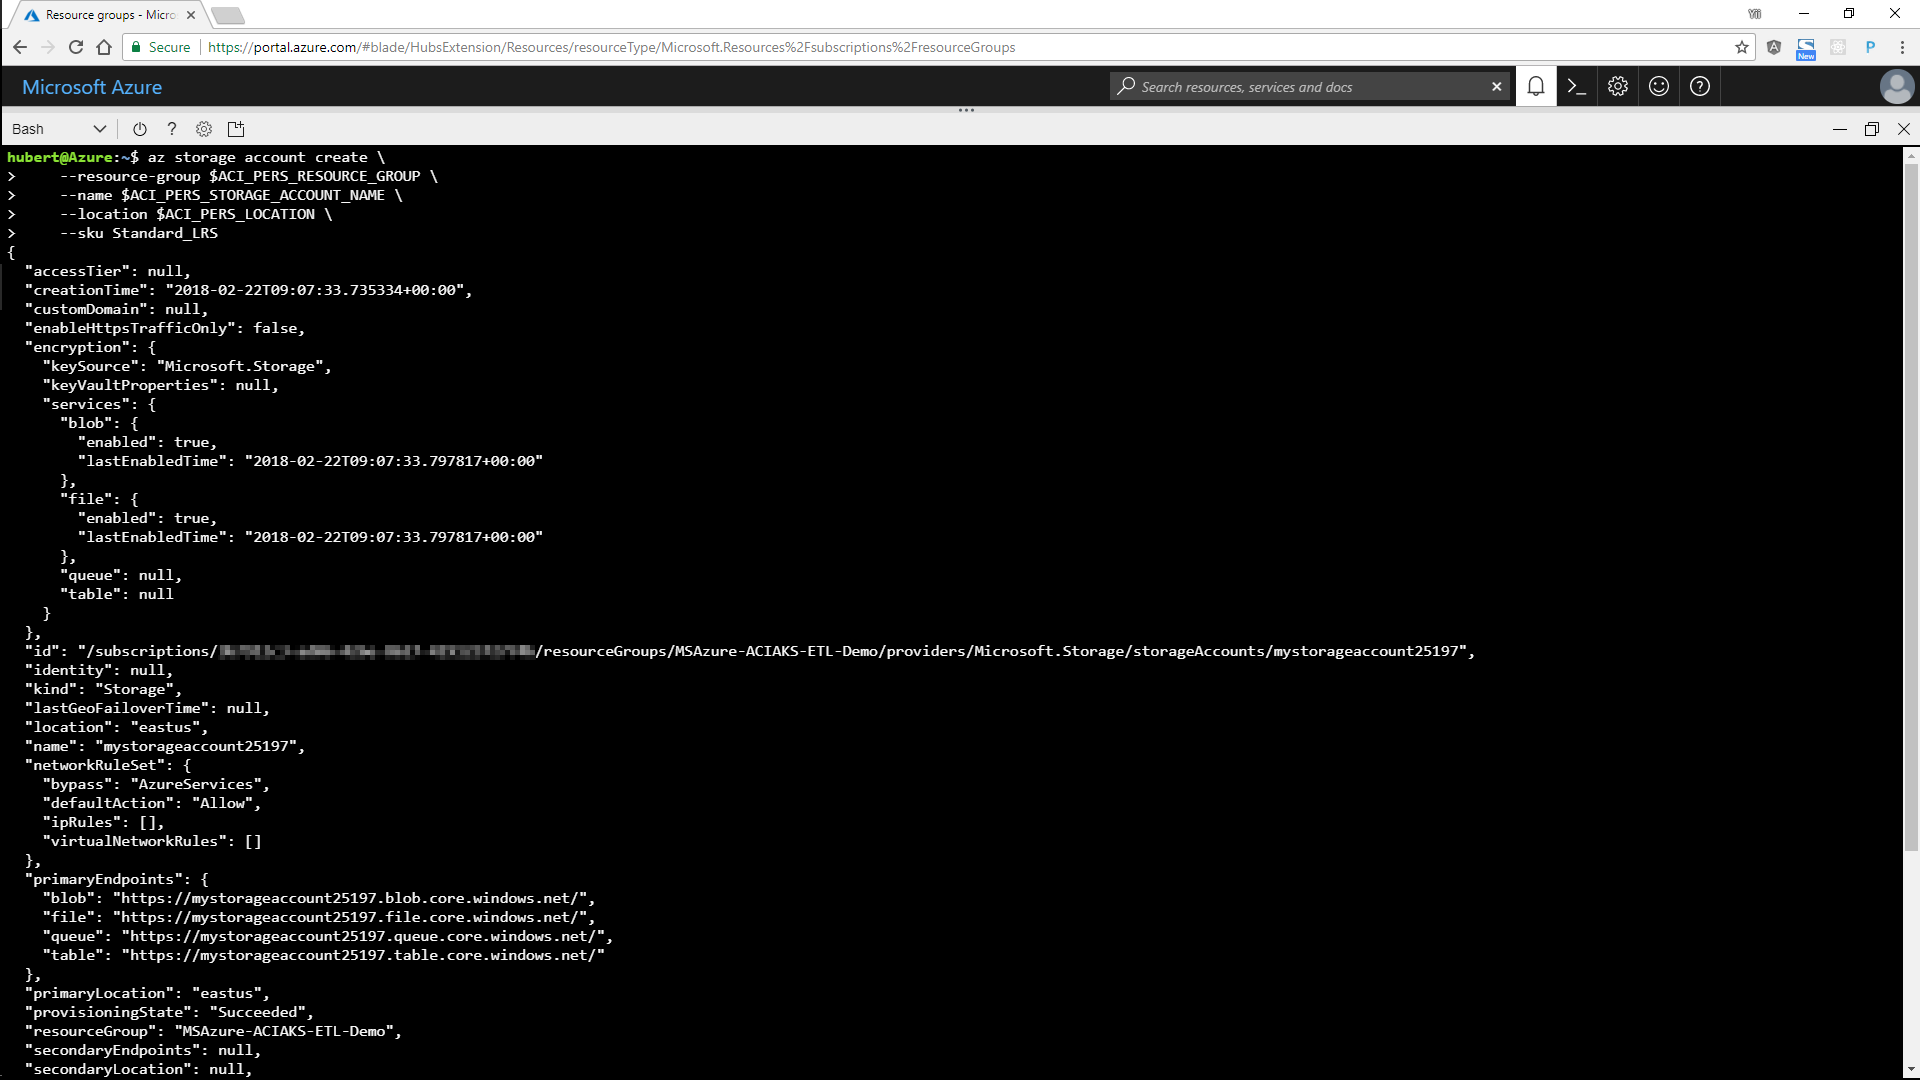 Resource groups - Micro
Secure
https://portal.azure.com/#blade/HubsExtension/Resources/resourceType/Microsoft.Resources%2Fsubscriptions%2FresourceGroups
New
P
Microsoft Azure
Search resources, services and docs
Bash
hubert@Azure:~$ az storage account create \
>     --resource-group $ACI_PERS_RESOURCE_GROUP \
>     --name $ACI_PERS_STORAGE_ACCOUNT_NAME \
>     --location $ACI_PERS_LOCATION \
>     --sku Standard_LRS
{
  "accessTier": null,
  "creationTime": "2018-02-22T09:07:33.735334+00:00",
  "customDomain": null,
  "enableHttpsTrafficOnly": false,
  "encryption": {
    "keySource": "Microsoft.Storage",
    "keyVaultProperties": null,
    "services": {
      "blob": {
        "enabled": true,
        "lastEnabledTime": "2018-02-22T09:07:33.797817+00:00"
      },
      "file": {
        "enabled": true,
        "lastEnabledTime": "2018-02-22T09:07:33.797817+00:00"
      },
      "queue": null,
      "table": null
    }
  },
  "id": "/subscriptions/ /resourceGroups/MSAzure-ACIAKS-ETL-Demo/providers/Microsoft.Storage/storageAccounts/mystorageaccount25197",
  "identity": null,
  "kind": "Storage",
  "lastGeoFailoverTime": null,
  "location": "eastus",
  "name": "mystorageaccount25197",
  "networkRuleSet": {
    "bypass": "AzureServices",
    "defaultAction": "Allow",
    "ipRules": [],
    "virtualNetworkRules": []
  },
  "primaryEndpoints": {
    "blob": "https://mystorageaccount25197.blob.core.windows.net/",
    "file": "https://mystorageaccount25197.file.core.windows.net/",
    "queue": "https://mystorageaccount25197.queue.core.windows.net/",
    "table": "https://mystorageaccount25197.table.core.windows.net/"
  },
  "primaryLocation": "eastus",
  "provisioningState": "Succeeded",
  "resourceGroup": "MSAzure-ACIAKS-ETL-Demo",
  "secondaryEndpoints": null,
  "secondaryLocation": null,